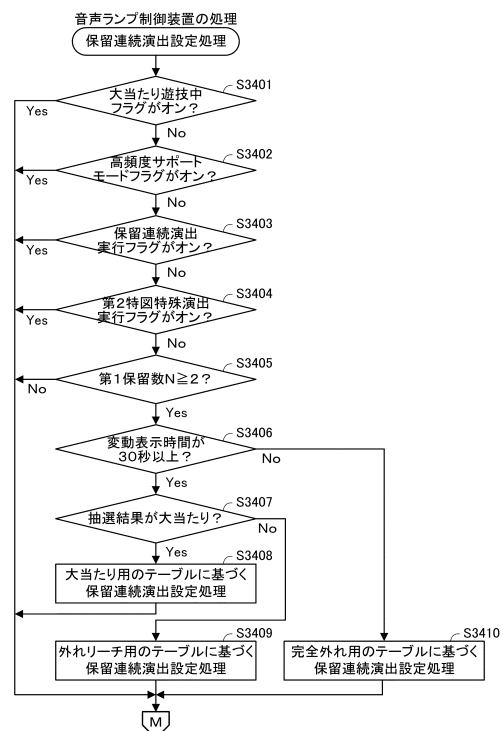 音声ランプ制御装置の処理
保留連続演出設定処理
S3401
大当たり遊技中
フラグがオン？
Yes
No
S3402
高頻度サポート
モードフラグがオン？
Yes
No
S3403
保留連続演出
実行フラグがオン？
Yes
No
S3404
第2特図特殊演出
実行フラグがオン？
Yes
No
S3405
第1保留数N≧2？
No
Yes
S3406
変動表示時間が
30秒以上？
No
Yes
S3407
抽選結果が大当たり？
No
Yes
S3408
大当たり用のテーブルに基づく
保留連続演出設定処理
S3409
外れリーチ用のテーブルに基づく
保留連続演出設定処理
S3410
完全外れ用のテーブルに基づく
保留連続演出設定処理
M